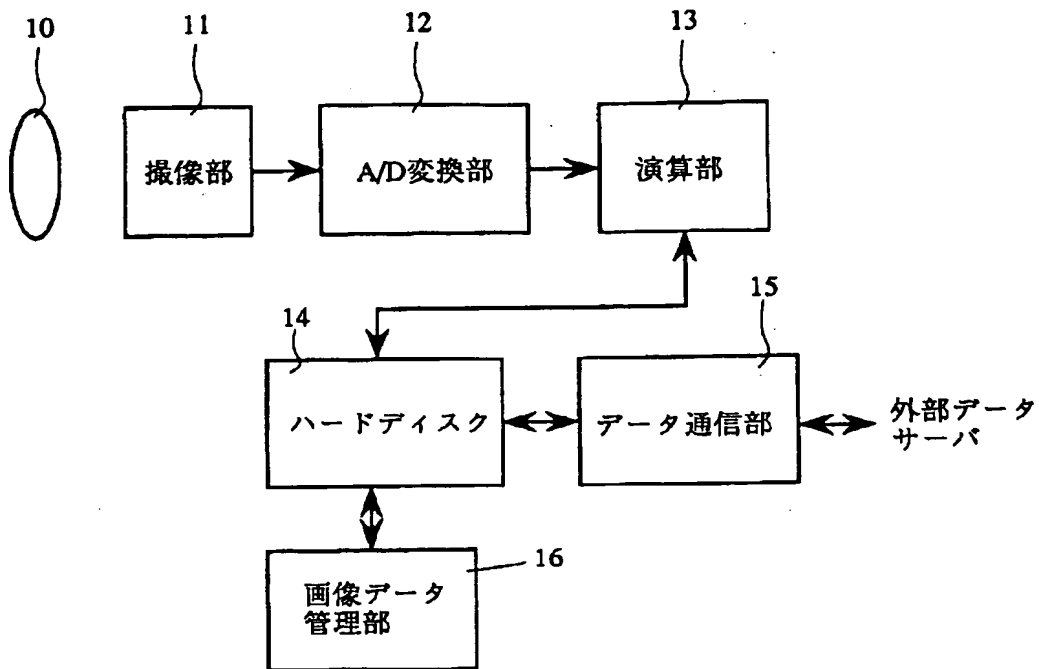 10
11
12
13
撮像部
A/D変換部
演算部
14
15
ハードディスク
データ通信部
外部データ
サーバ
16
画像データ
管理部